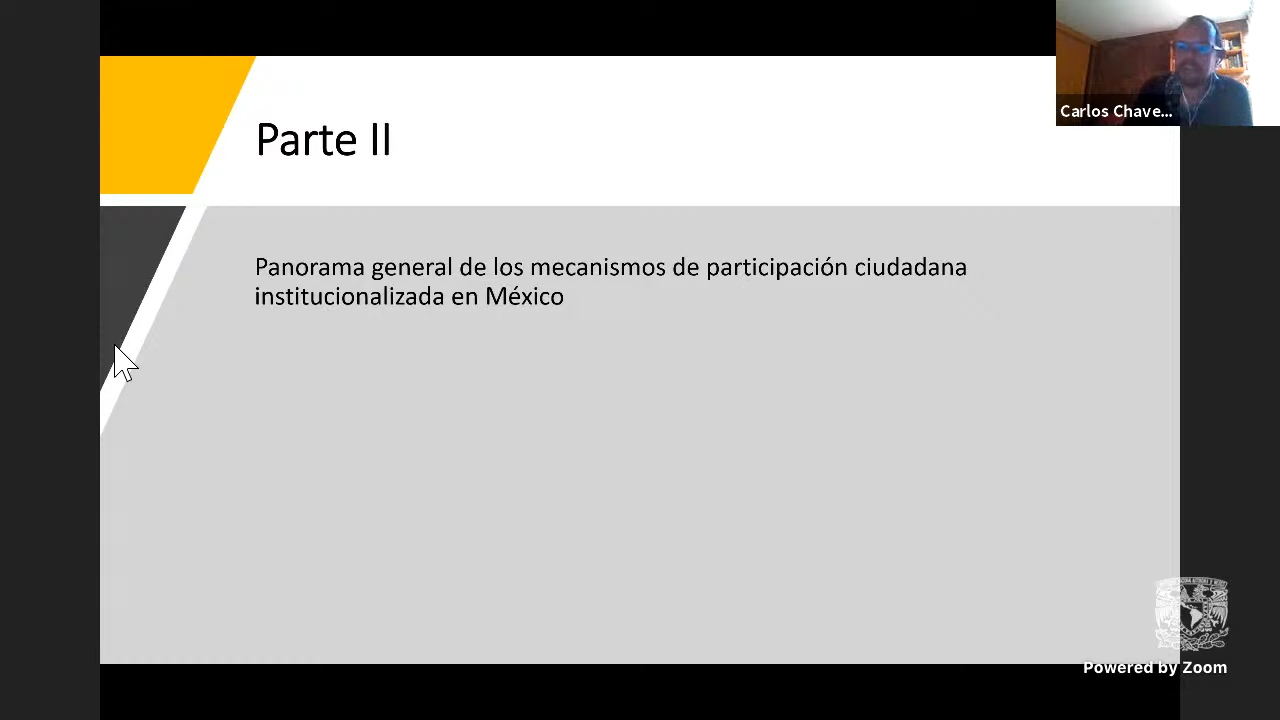 Carlos Chave...
Parte II
Panorama general de los mecanismos de participación ciudadana
institucionalizada en México
Powered by Zoom